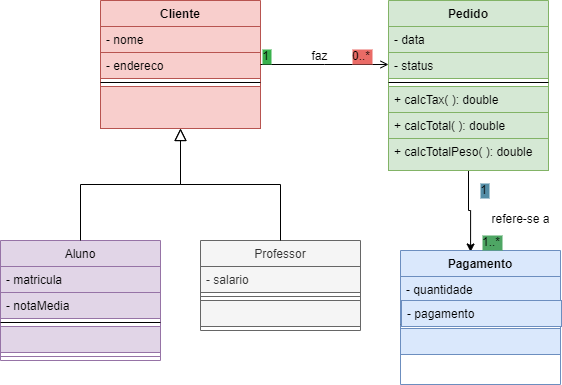 Cliente
- nome
- endereco
1
faz
0..*
Pedido
- data
- status
+ calcTax( ): double
+ calcTotal( ): double
+ calcTotalPeso( ): double
1
refere-se a
1..*
Aluno
- matricula
- notaMedia
Professor
- salario
Pagamento
- quantidade
- pagamento